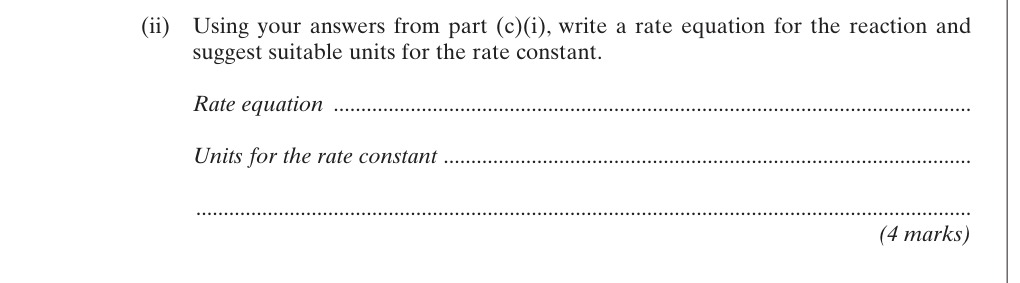 (ii) Using your answers from part (c)(i), write a rate equation for the reaction and
suggest suitable units for the rate constant.
Rate equation ....................................................................................................................
Units for the rate constant ................................................................................................
.............................................................................................................................................
(4 marks)